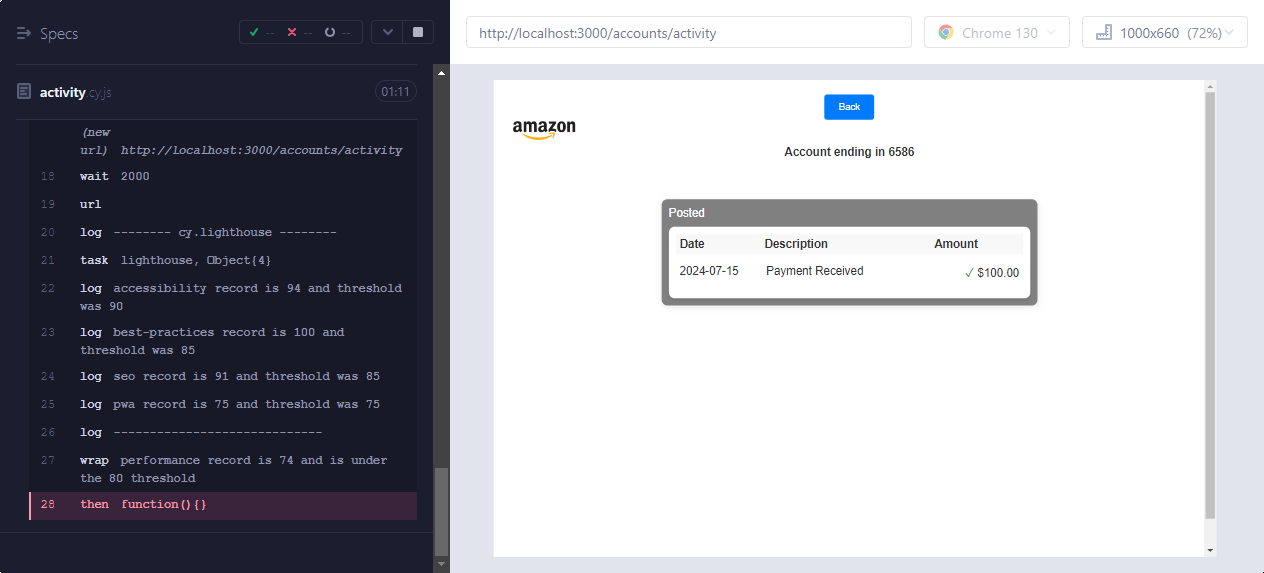 Specs
-- -- --
activity.cy.js
01:11
(new
url) http://localhost:3000/accounts/activity
18 wait 2000
19 url
20 log -------- cy.lighthouse --------
21 task lighthouse, Object{4}
22 log accessibility record is 94 and threshold
was 90
23 log best-practices record is 100 and
threshold was 85
24 log seo record is 91 and threshold was 85
25 log pwa record is 75 and threshold was 75
26 log -----------------------------
27 wrap performance record is 74 and is under
the 80 threshold
28 then function(){}
http://localhost:3000/accounts/activity
Chrome 130
1000x660 (72%)
Back
amazon
Account ending in 6586
Posted
Date Description Amount
2024-07-15 Payment Received ✓ $100.00